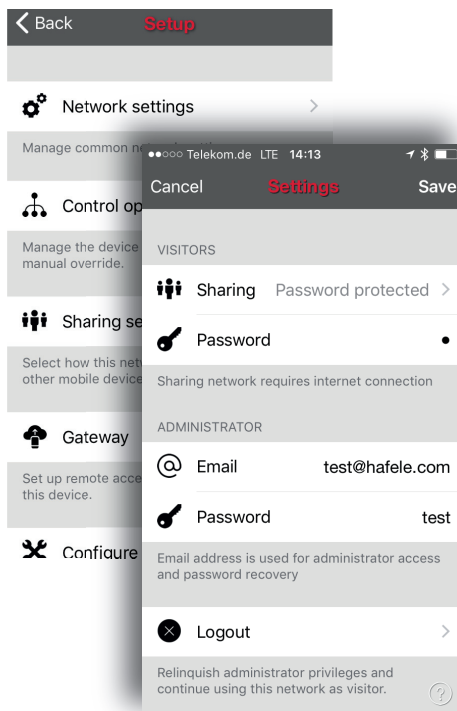 Back Setup
Network settings
Manage common
Control op
Manage the device
manual override.
Sharing se
Select how this
other mobile device
Gateway
Set up remote acce
this device.
Configure
Telekom.de LTE 14:13
Cancel Settings Save
VISITORS
Sharing Password protected
Password •
Sharing network requires internet connection
ADMINISTRATOR
@ Email test@hafele.com
Password test
Email address is used for administrator access
and password recovery
Logout
Relinquish administrator privileges and
continue using this network as visitor.
?